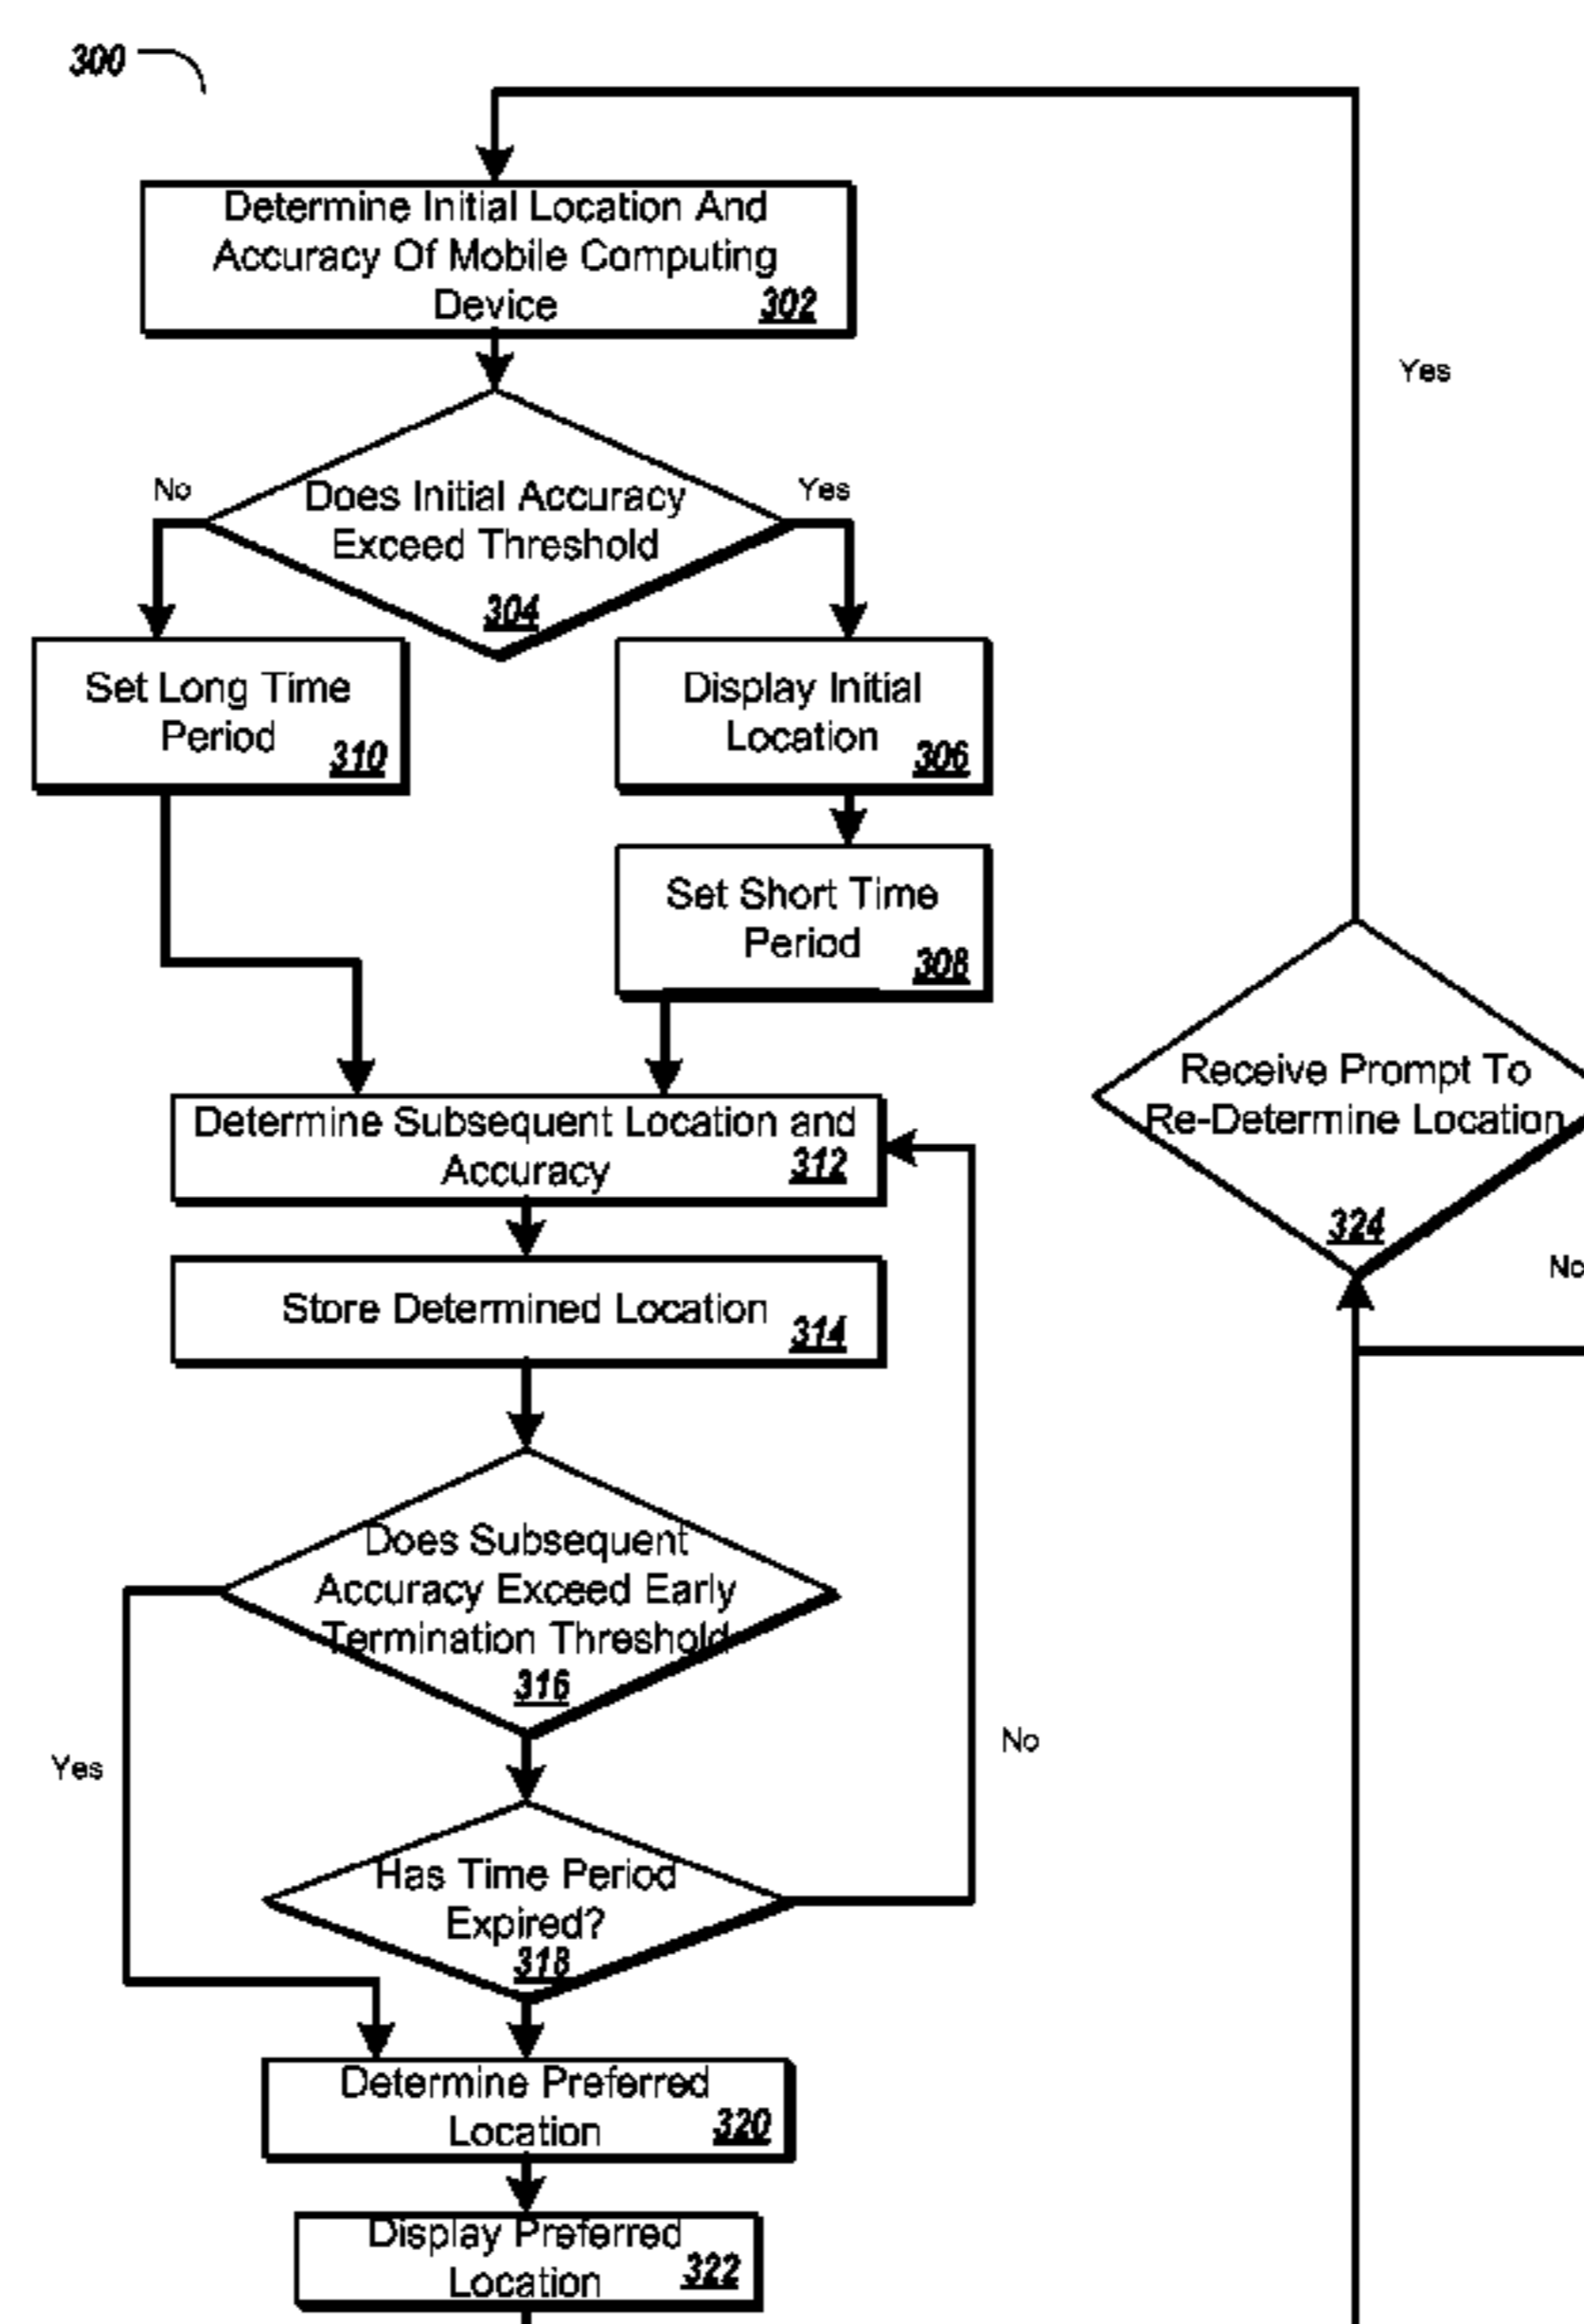 300
Determine Initial Location And
Accuracy Of Mobile Computing
Device
302
No
Does Initial Accuracy
Exceed Threshold
304
Yes
Set Long Time
Period
310
Display Initial
Location
306
Set Short Time
Period
308
Determine Subsequent Location and
Accuracy
312
Store Determined Location
314
Does Subsequent
Accuracy Exceed Early
Termination Threshold
316
Yes
No
Has Time Period
Expired?
318
Determine Preferred
Location
320
Display Preferred
Location
322
Yes
Receive Prompt To
Re-Determine Location
324